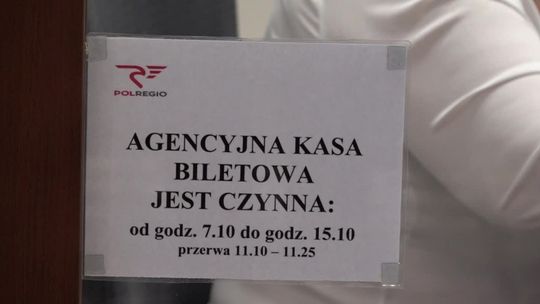 POLREGIO
AGENCYJNA KASA
BILETOWA
JEST CZYNNA:
od godz. 7.10 do godz. 15.10
przerwa 11.10 – 11.25